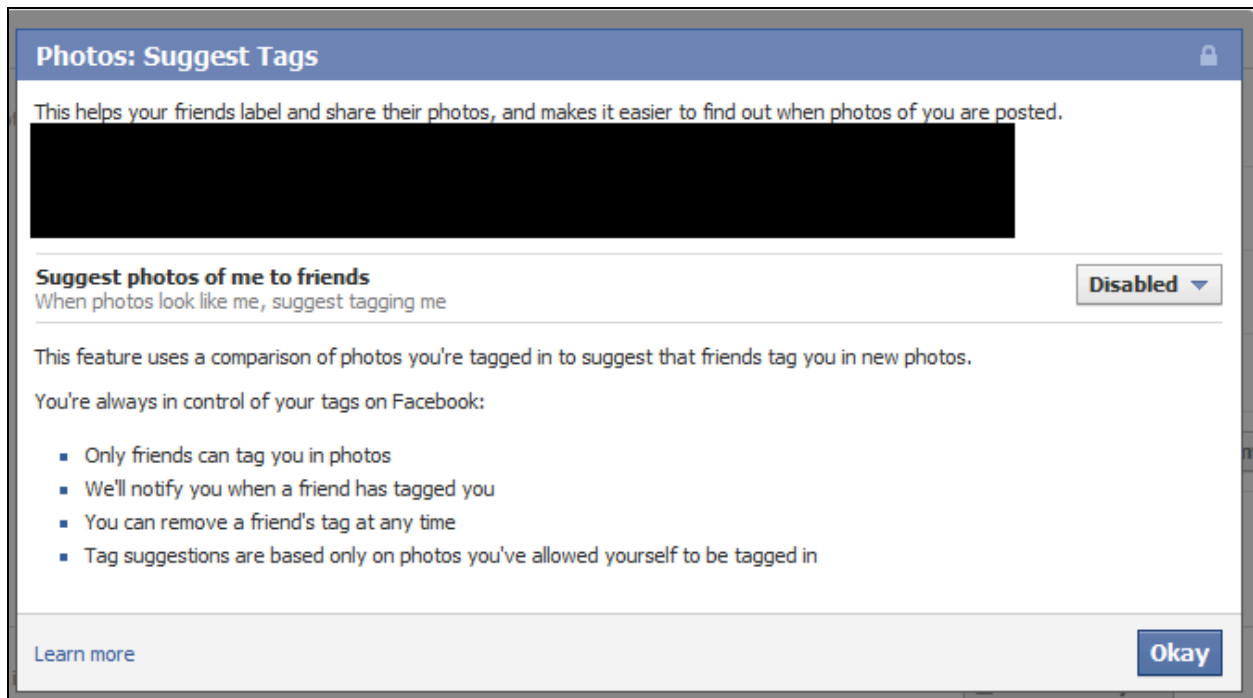 Photos: Suggest Tags
This helps your friends label and share their photos, and makes it easier to find out when photos of you are posted.
Suggest photos of me to friends
Disabled
When photos look like me, suggest tagging me
This feature uses a comparison of photos you're tagged in to suggest that friends tag you in new photos.
You're always in control of your tags on Facebook:
Only friends can tag you in photos
We'll notify you when a friend has tagged you
You can remove a friend's tag at any time
Tag suggestions are based only on photos you've allowed yourself to be tagged in
Learn more
Okay